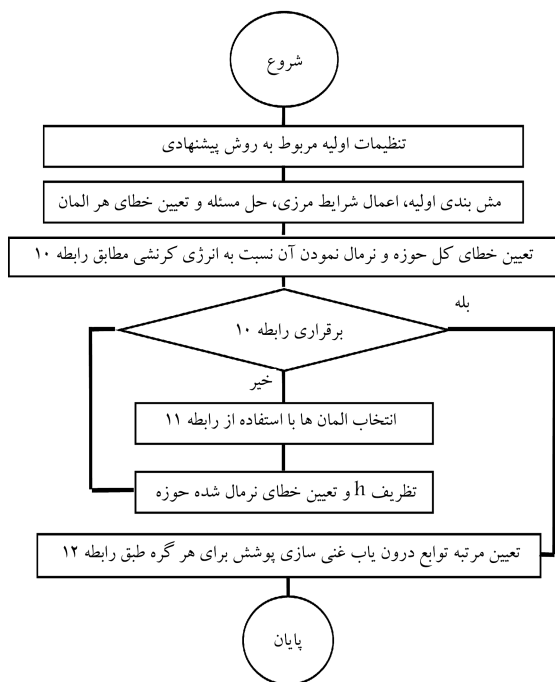 شروع
تنظیمات اولیه مربوط به روش پیشنهادی
مش بندی اولیه، اعمال شرایط مرزی، حل مسئله و تعیین خطای هر المان
تعیین خطای کل حوزه و نرمال نمودن آن نسبت به انرژی کرنشی مطابق رابطه ۱۰
بله
برقراری رابطه ۱۰
خیر
انتخاب المان ها با استفاده از رابطه ۱۱
تظریف h و تعیین خطای نرمال شده حوزه
تعیین مرتبه توابع درون یاب غنی سازی پوشش برای هر گره طبق رابطه ۱۲
پایان